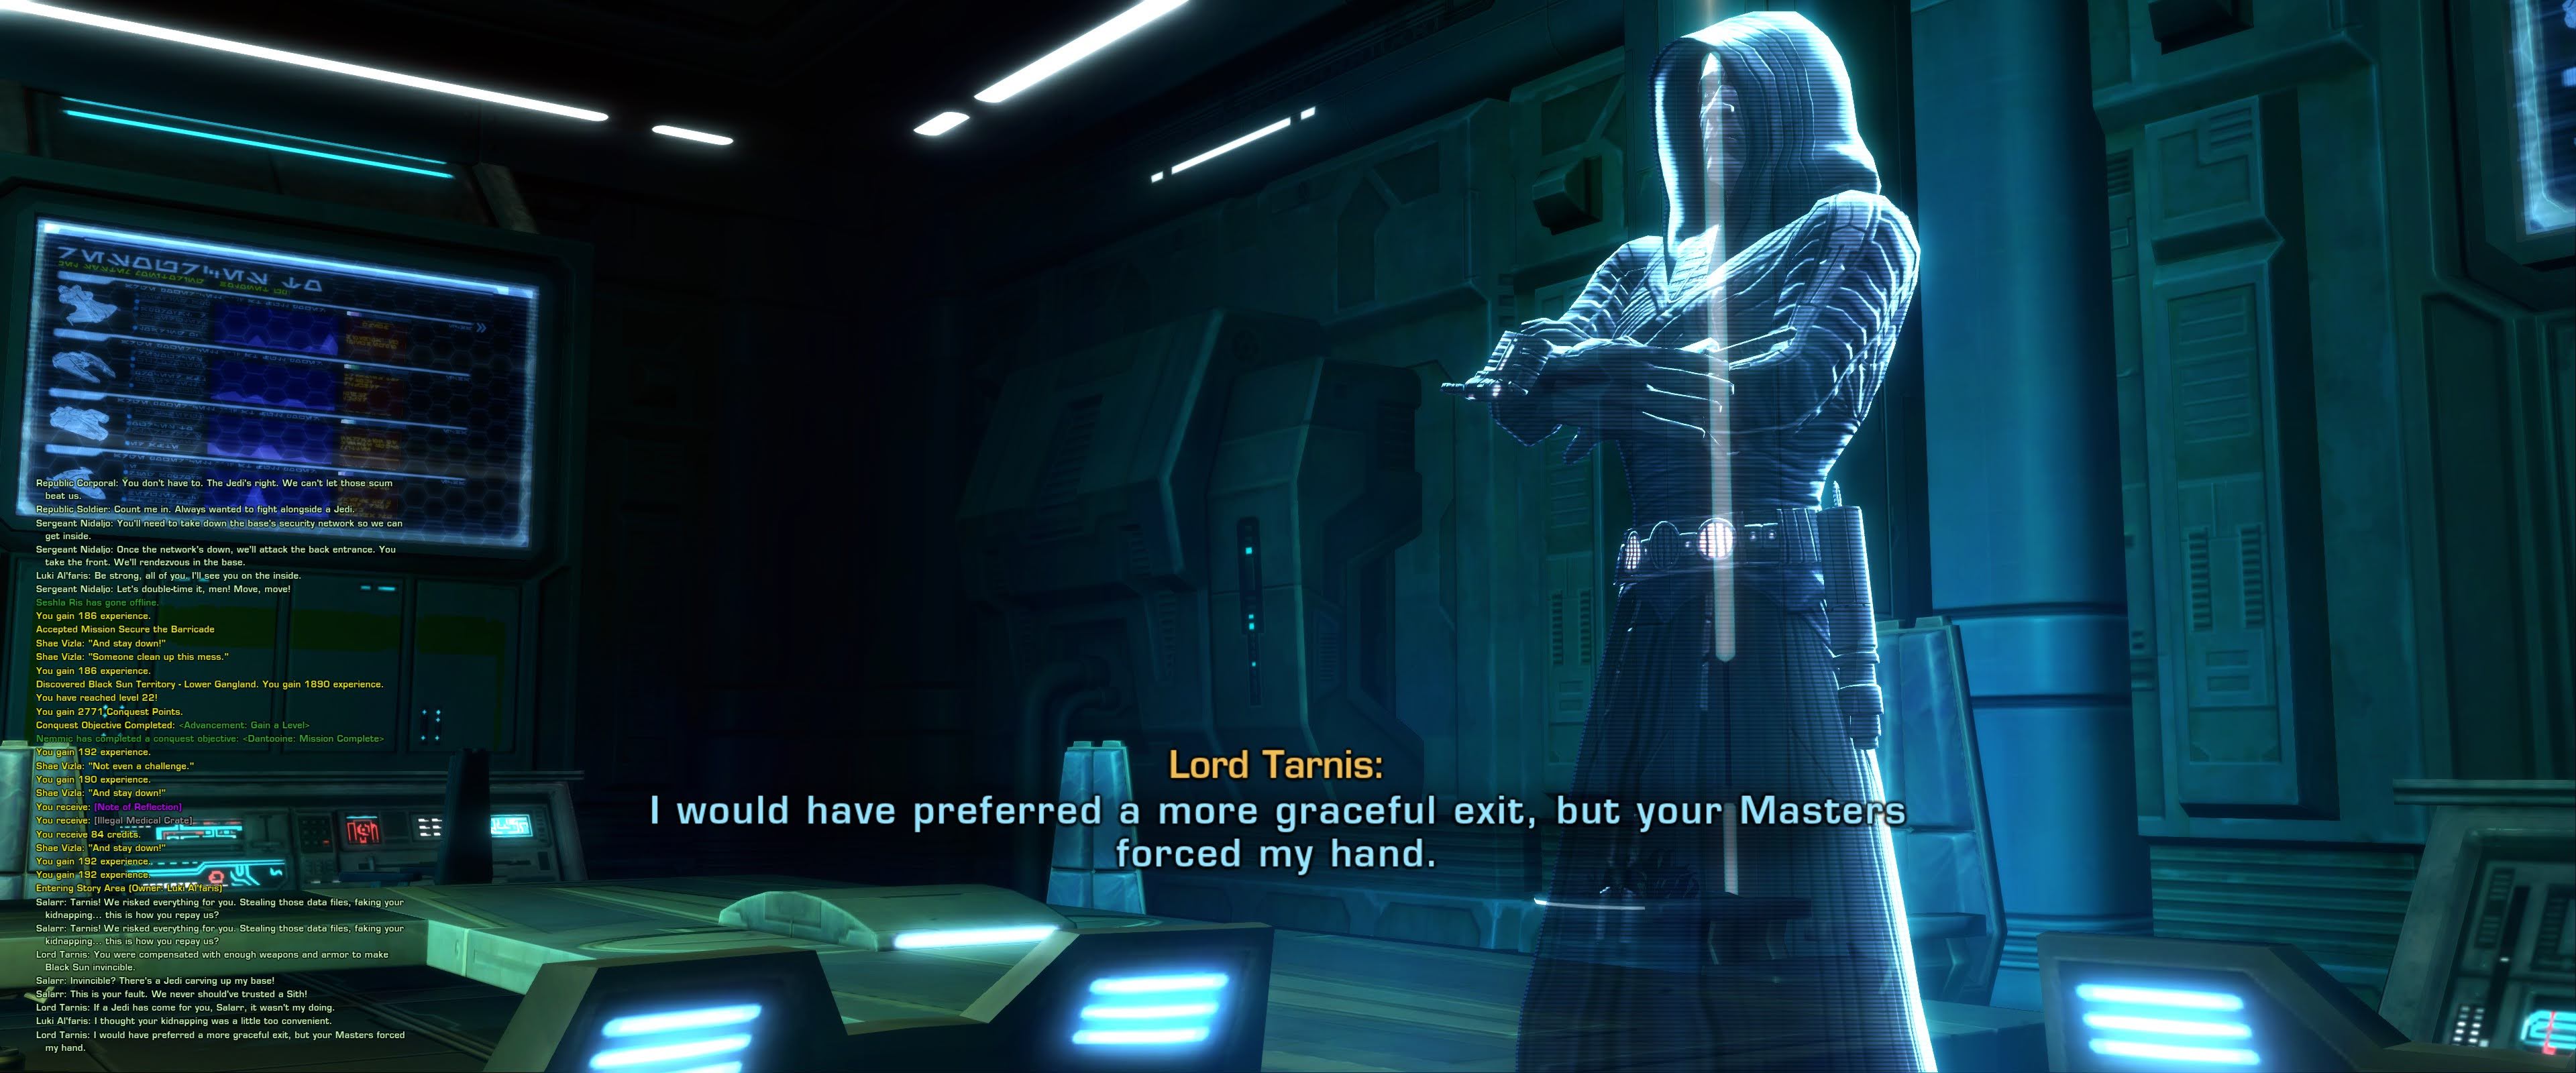 Republic Corporal: You don't have to. The Jedi's right. We can't let those scum
beat us.
Republic Soldier: Count me in. Always wanted to fight alongside a Jedi.
Sergeant Nidaljo: You'll need to take down the base's security network so we can
get inside.
Sergeant Nidaljo: Once the network's down, we'll attack the back entrance. You
take the front. We'll rendezvous in the base.
Luki Al'faris: Be strong, all of you. I'll see you on the inside.
Sergeant Nidaljo: Let's double-time it, men! Move, move!
Seshla Ris has gone offline.
You gain 186 experience.
Accepted Mission Secure the Barricade
Shae Vizla: "And stay down!"
Shae Vizla: "Someone clean up this mess."
You gain 186 experience.
Discovered Black Sun Territory - Lower Gangland. You gain 1890 experience.
You have reached level 22!
You gain 2771 Conquest Points.
Conquest Objective Completed: <Advancement: Gain a Level>
Nemmic has completed a conquest objective: <Dantooine: Mission Complete>
You gain 192 experience.
Shae Vizla: "Not even a challenge."
You gain 190 experience.
Shae Vizla: "And stay down!"
You receive: [Note of Reflection]
You receive: [Illegal Medical Crate]
You receive 84 credits.
Shae Vizla: "And stay down!"
You gain 192 experience.
You gain 192 experience.
Entering Story Area (Owner: Luki Al'faris)
Salarr: Tarnis! We risked everything for you. Stealing those data files, faking your
kidnapping... this is how you repay us?
Salarr: Tarnis! We risked everything for you. Stealing those data files, faking your
kidnapping... this is how you repay us?
Lord Tarnis: You were compensated with enough weapons and armor to make
Black Sun invincible.
Salarr: Invincible? There's a Jedi carving up my base!
Salarr: This is your fault. We never should've trusted a Sith!
Lord Tarnis: If a Jedi has come for you, Salarr, it wasn't my doing.
Luki Al'faris: I thought your kidnapping was a little too convenient.
Lord Tarnis: I would have preferred a more graceful exit, but your Masters forced
my hand.
Lord Tarnis:
I would have preferred a more graceful exit, but your Masters
forced my hand.